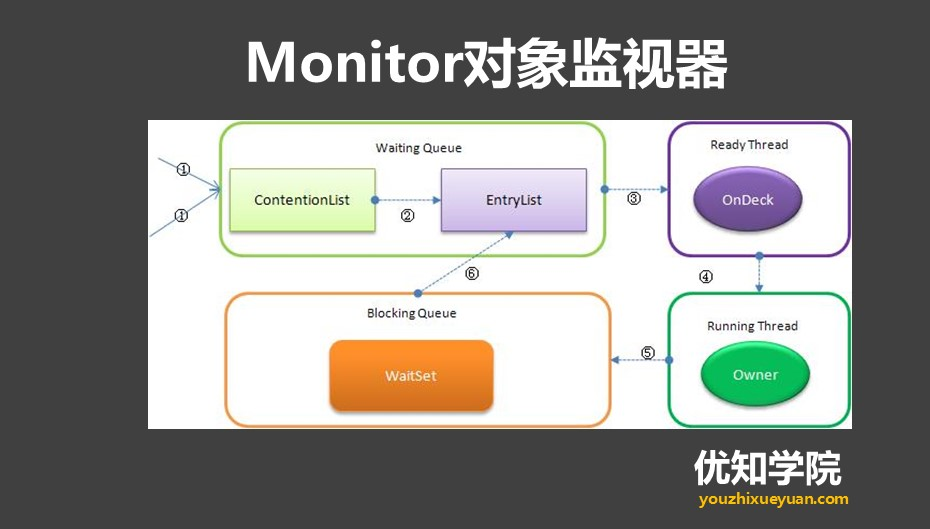 Monitor对象监视器
Waiting Queue
Ready Thread
①
ContentionList
②
EntryList
③
OnDeck
①
⑥
④
Blocking Queue
Running Thread
WaitSet
⑤
Owner
优知学院
youzhixueyuan.com